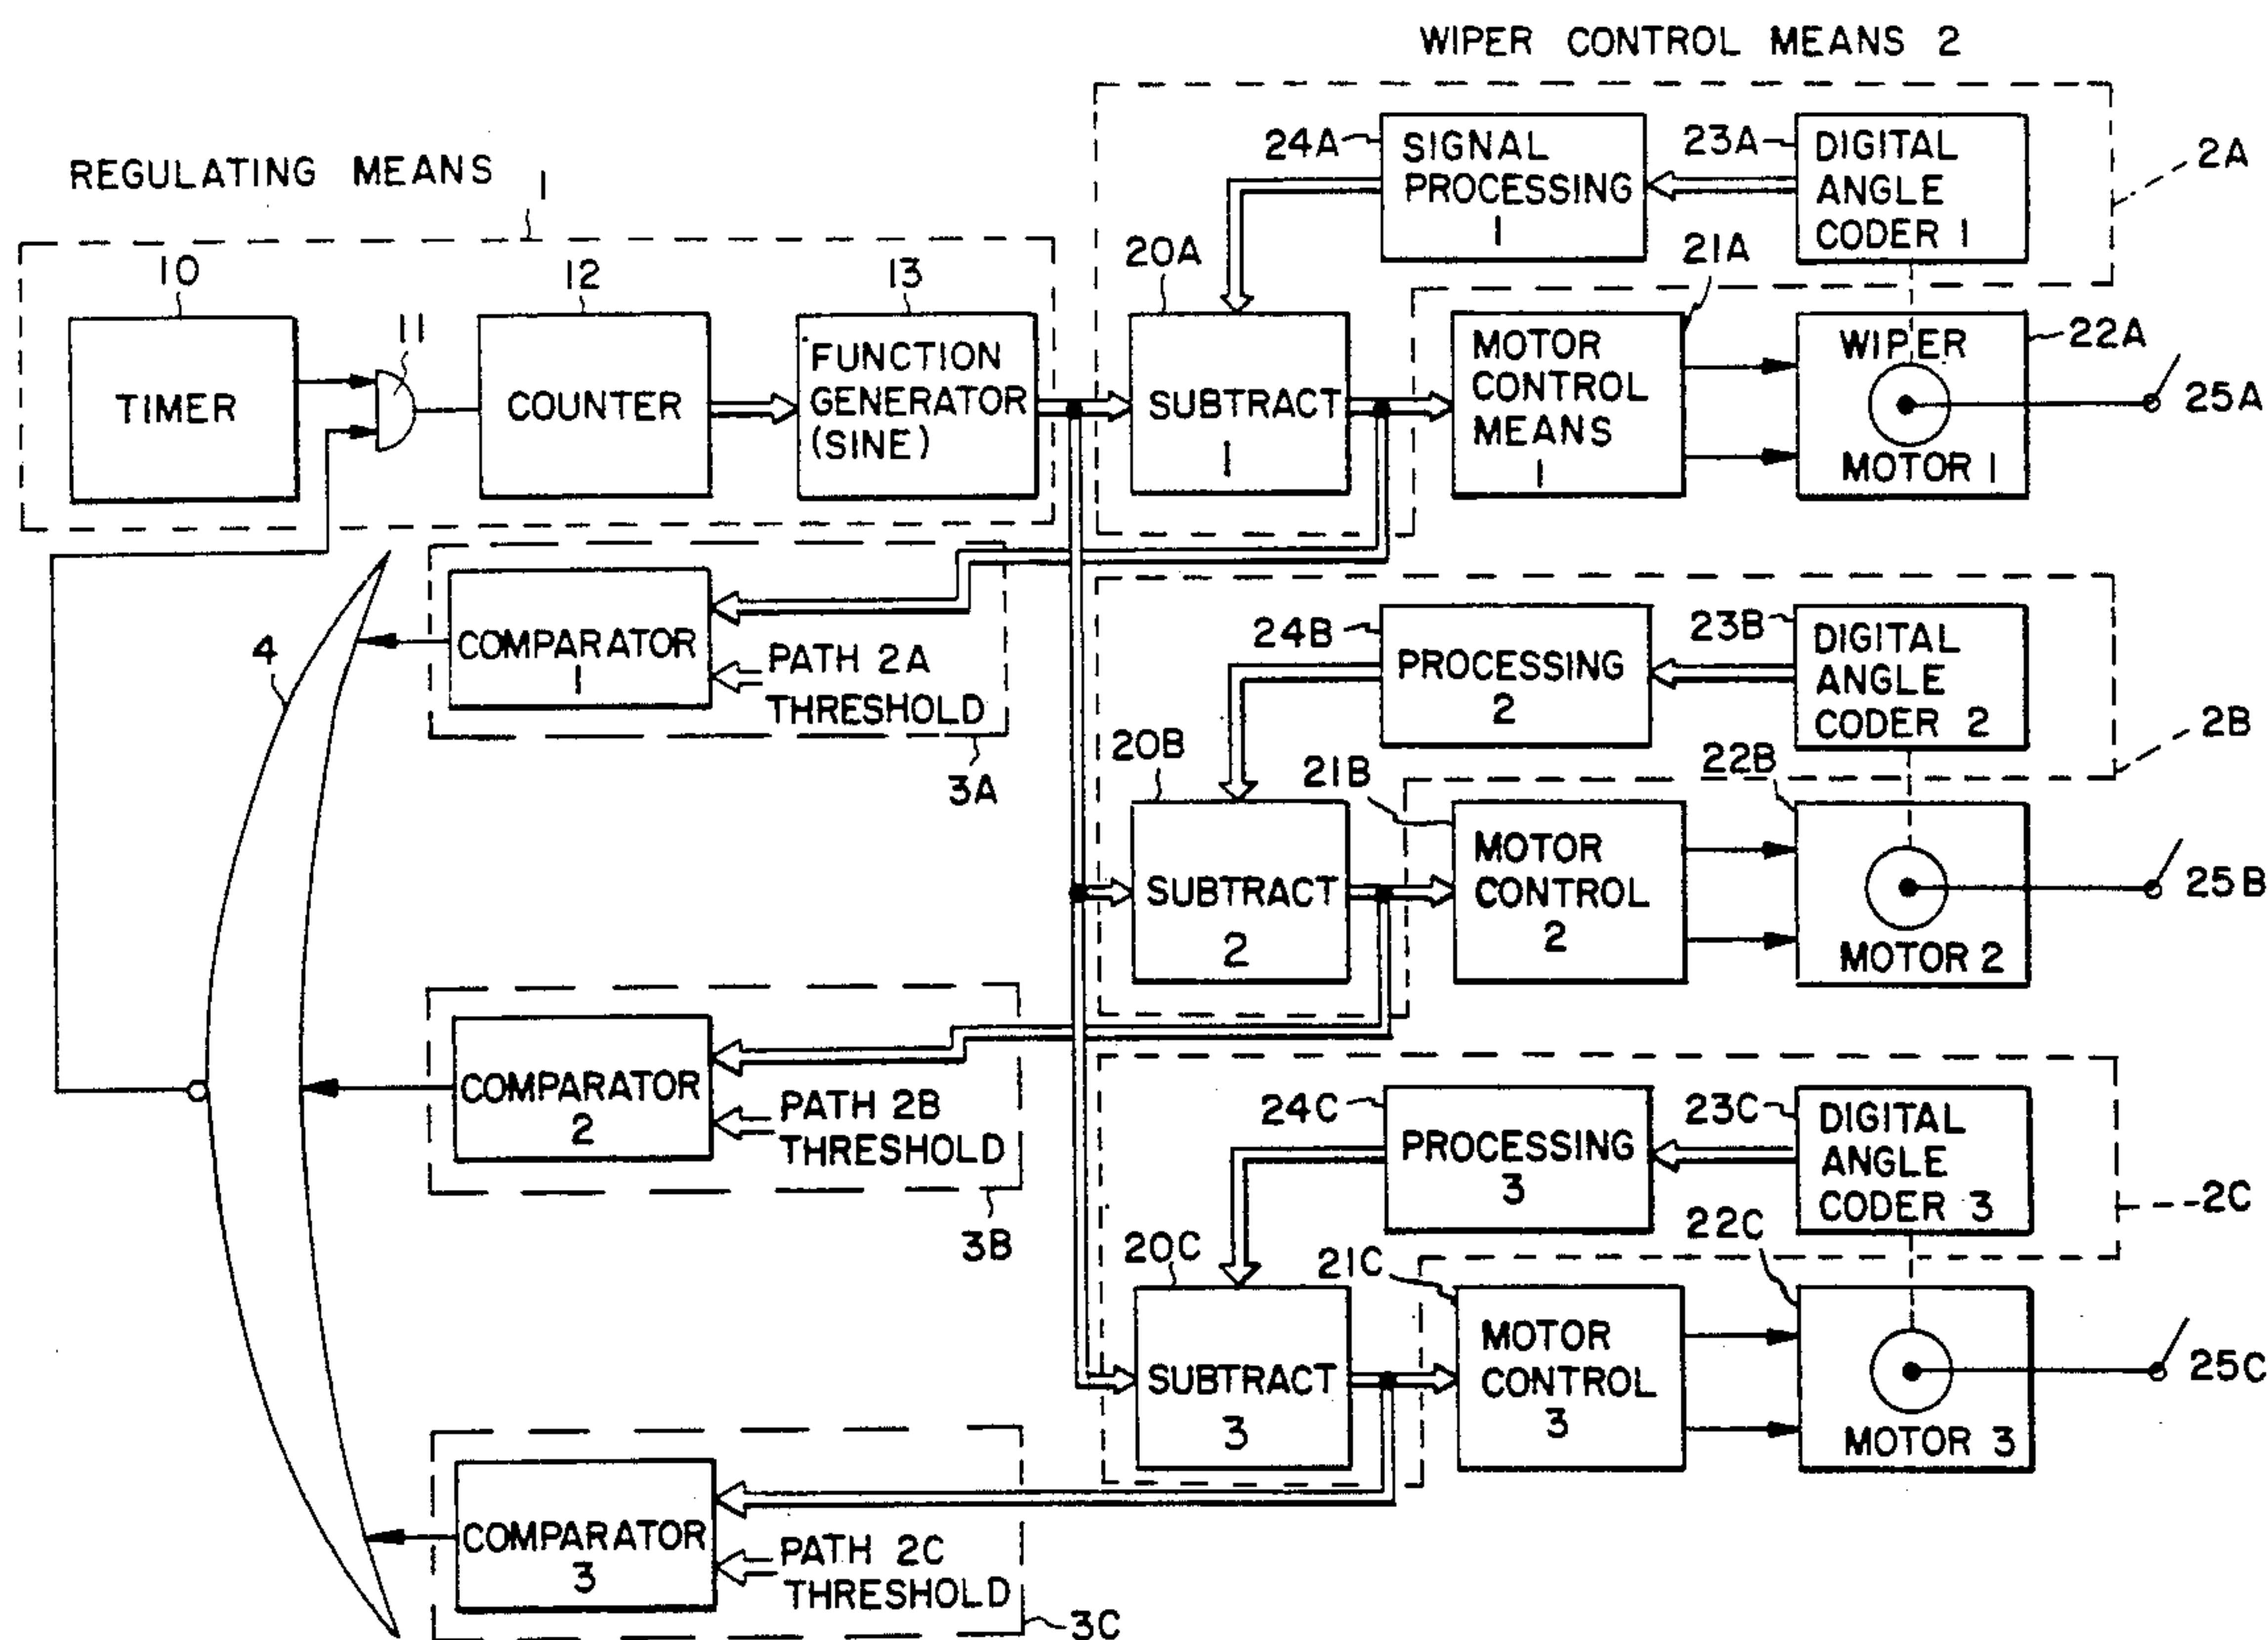 WIPER CONTROL MEANS 2
REGULATING MEANS 1
10
TIMER
11
12
COUNTER
13
FUNCTION
GENERATOR
(SINE)
24A
SIGNAL
PROCESSING
1
23A
DIGITAL
ANGLE
CODER 1
2A
20A
SUBTRACT
1
21A
MOTOR
CONTROL
MEANS
1
22A
WIPER
MOTOR 1
25A
4
COMPARATOR
1
PATH 2A
THRESHOLD
3A
24B
PROCESSING
2
23B
DIGITAL
ANGLE
CODER 2
2B
20B
SUBTRACT
2
21B
MOTOR
CONTROL
2
22B
MOTOR 2
25B
COMPARATOR
2
PATH 2B
THRESHOLD
3B
24C
PROCESSING
3
23C
DIGITAL
ANGLE
CODER 3
2C
20C
SUBTRACT
3
21C
MOTOR
CONTROL
3
22C
MOTOR 3
25C
COMPARATOR
3
PATH 2C
THRESHOLD
3C